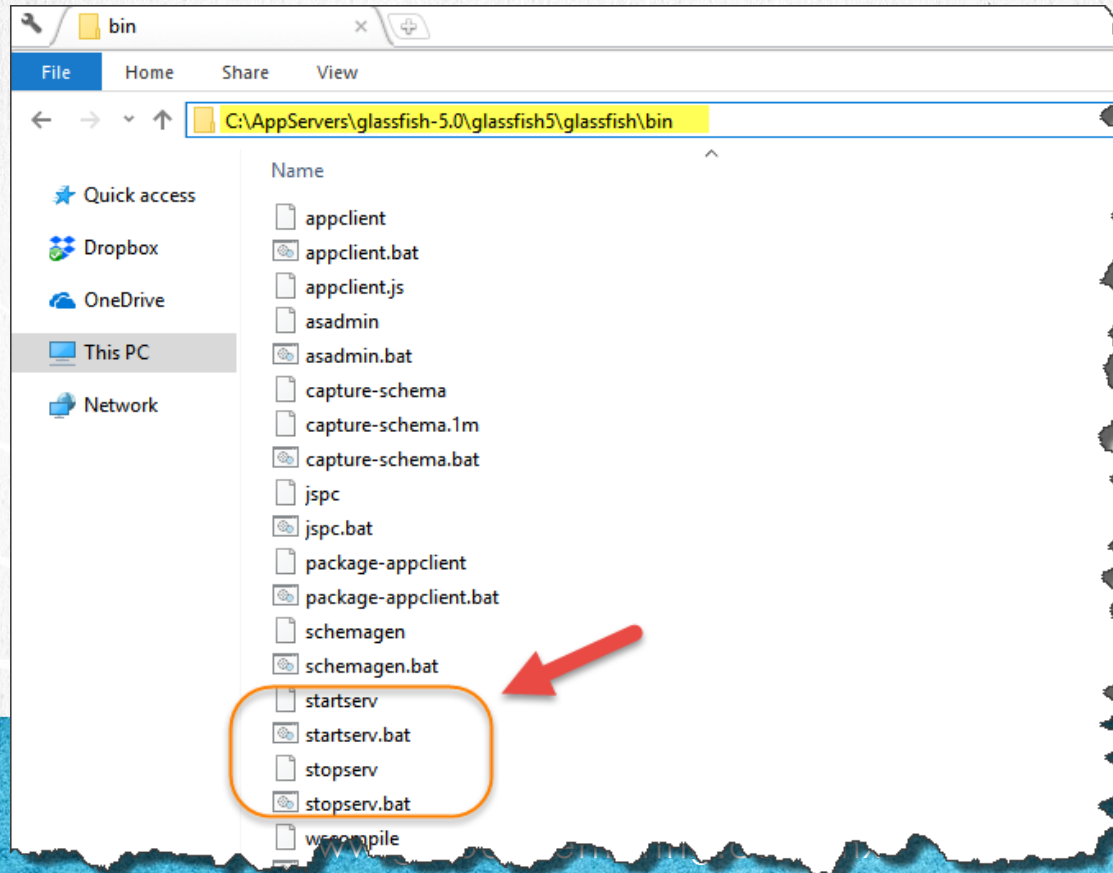 bin
File Home Share View
C:\AppServers\glassfish-5.0\glassfish5\glassfish\bin
Name
Quick access
Dropbox
OneDrive
This PC
Network
appclient
appclient.bat
appclient.js
asadmin
asadmin.bat
capture-schema
capture-schema.1m
capture-schema.bat
jspc
jspc.bat
package-appclient
package-appclient.bat
schemagen
schemagen.bat
startserv
startserv.bat
stopserv
stopserv.bat
wscompile